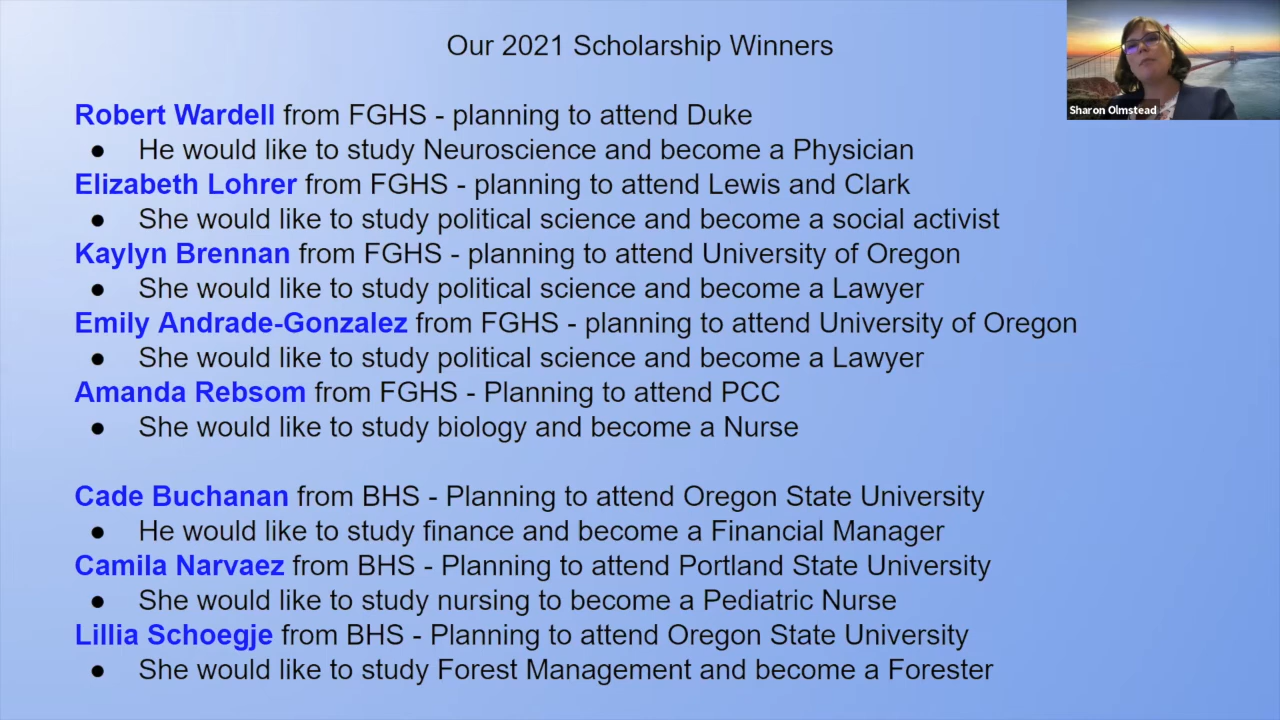 Our 2021 Scholarship Winners
Sharon Olmstead
Robert Wardell from FGHS - planning to attend Duke
● He would like to study Neuroscience and become a Physician
Elizabeth Lohrer from FGHS - planning to attend Lewis and Clark
● She would like to study political science and become a social activist
Kaylyn Brennan from FGHS - planning to attend University of Oregon
● She would like to study political science and become a Lawyer
Emily Andrade-Gonzalez from FGHS - planning to attend University of Oregon
● She would like to study political science and become a Lawyer
Amanda Rebsom from FGHS - Planning to attend PCC
● She would like to study biology and become a Nurse
Cade Buchanan from BHS - Planning to attend Oregon State University
● He would like to study finance and become a Financial Manager
Camila Narvaez from BHS - Planning to attend Portland State University
● She would like to study nursing to become a Pediatric Nurse
Lillia Schoegje from BHS - Planning to attend Oregon State University
● She would like to study Forest Management and become a Forester